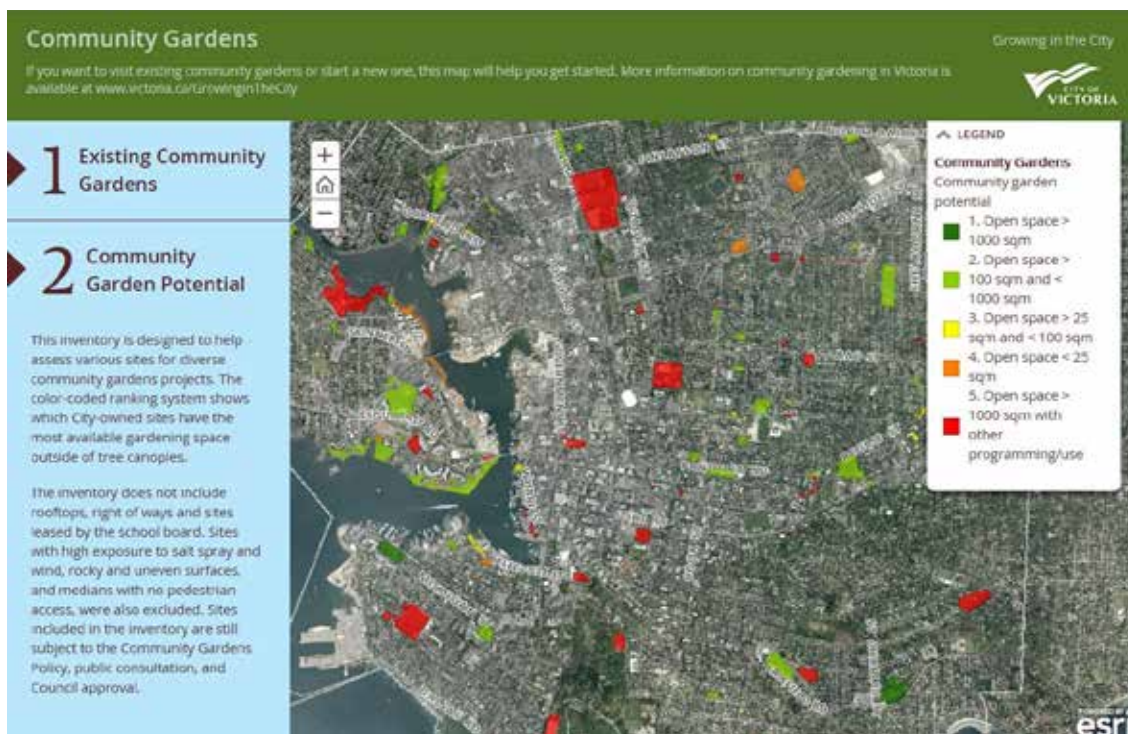 Community Gardens
Growing in the City
If you want to visit existing community gardens or start a new one, this map will help you get started. More information on community gardening in Victoria is
available at www.victoria.ca/GrowingInTheCity
CITY OF
VICTORIA
1 Existing Community
Gardens
2 Community
Garden Potential
This inventory is designed to help
assess various sites for diverse
community gardens projects. The
color-coded ranking system shows
which City-owned sites have the
most available gardening space
outside of tree canopies.
The inventory does not include
rooftops, right of ways and sites
leased by the school board. Sites
with high exposure to salt spray and
wind, rocky and uneven surfaces,
and medians with no pedestrian
access, were also excluded. Sites
included in the inventory are still
subject to the Community Gardens
Policy, public consultation, and
Council approval.
+
−
LEGEND
Community Gardens
Community garden
potential
1. Open space >
1000 sqm
2. Open space >
100 sqm and <
1000 sqm
3. Open space > 25
sqm and < 100 sqm
4. Open space < 25
sqm
5. Open space >
1000 sqm with
other
programming/use
POWERED BY
esri